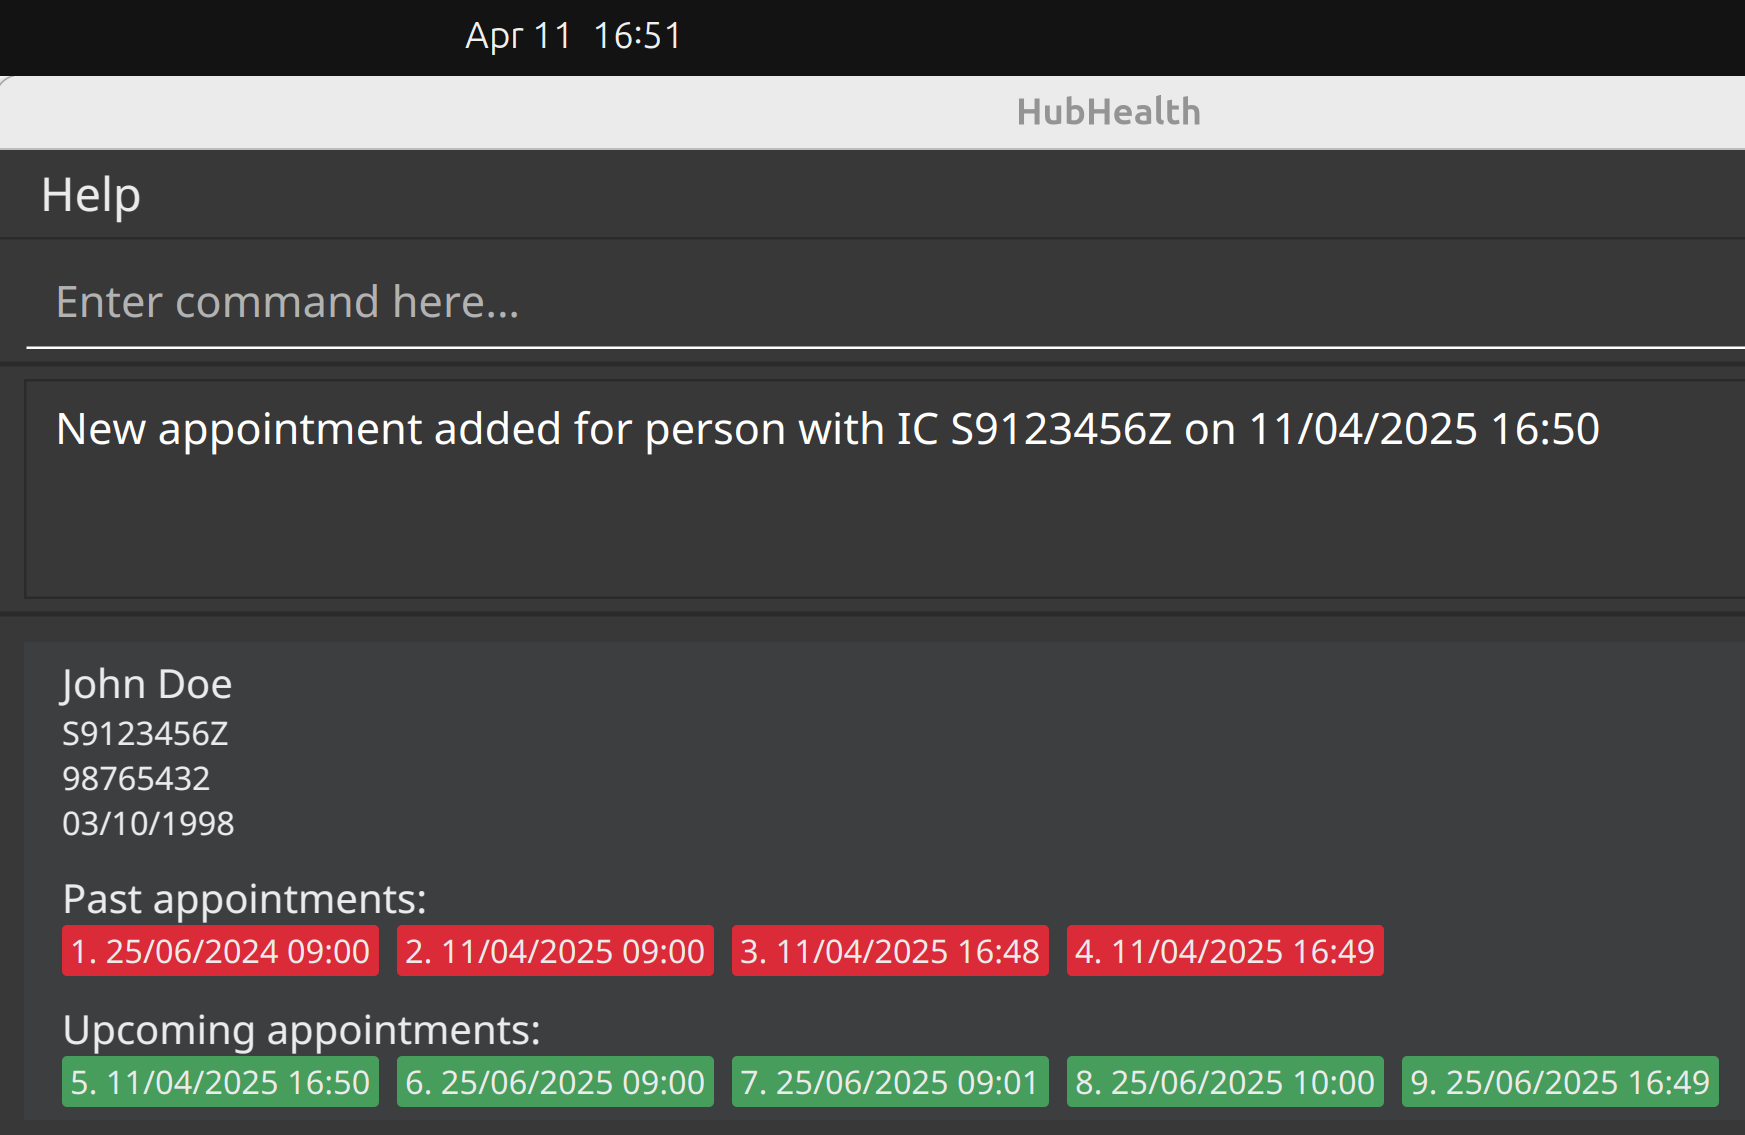 Apr 11 16:51
HubHealth
Help
Enter command here...
New appointment added for person with IC S9123456Z on 11/04/2025 16:50
John Doe
S9123456Z
98765432
03/10/1998
Past appointments:
1. 25/06/2024 09:00 2. 11/04/2025 09:00 3. 11/04/2025 16:48 4. 11/04/2025 16:49
Upcoming appointments:
5. 11/04/2025 16:50 6. 25/06/2025 09:00 7. 25/06/2025 09:01 8. 25/06/2025 10:00 9. 25/06/2025 16:49